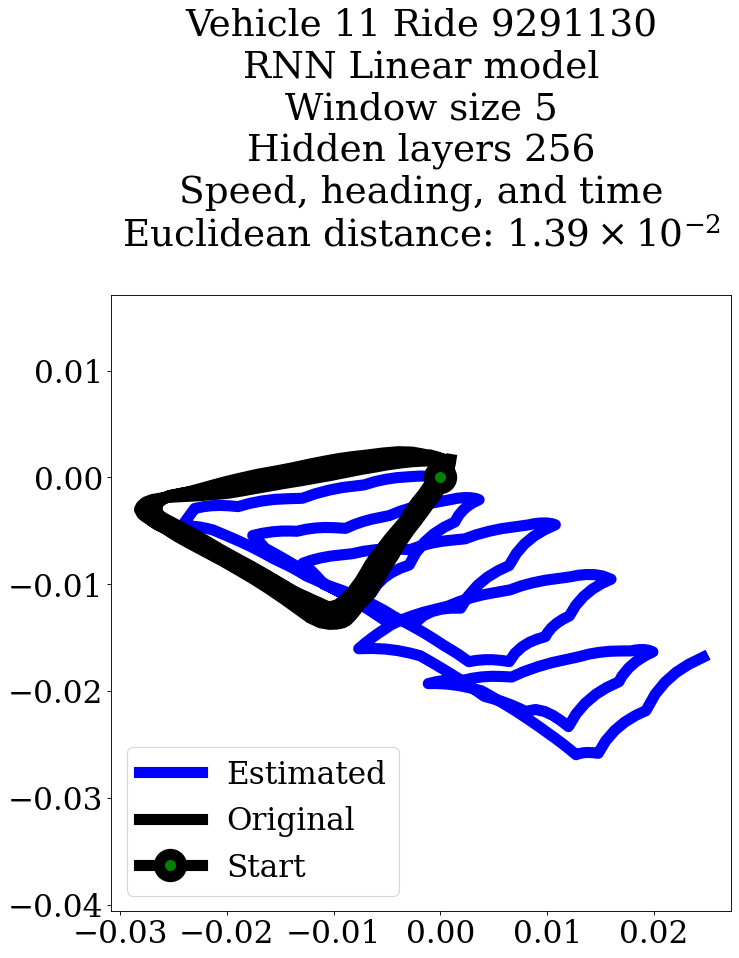 Vehicle 11 Ride 9291130
RNN Linear model
Window size 5
Hidden layers 256
Speed, heading, and time
Euclidean distance: 1.39 × 10⁻²
0.01
0.00
−0.01
−0.02
−0.03
−0.04
Estimated
Original
Start
−0.03 −0.02 −0.01 0.00 0.01 0.02